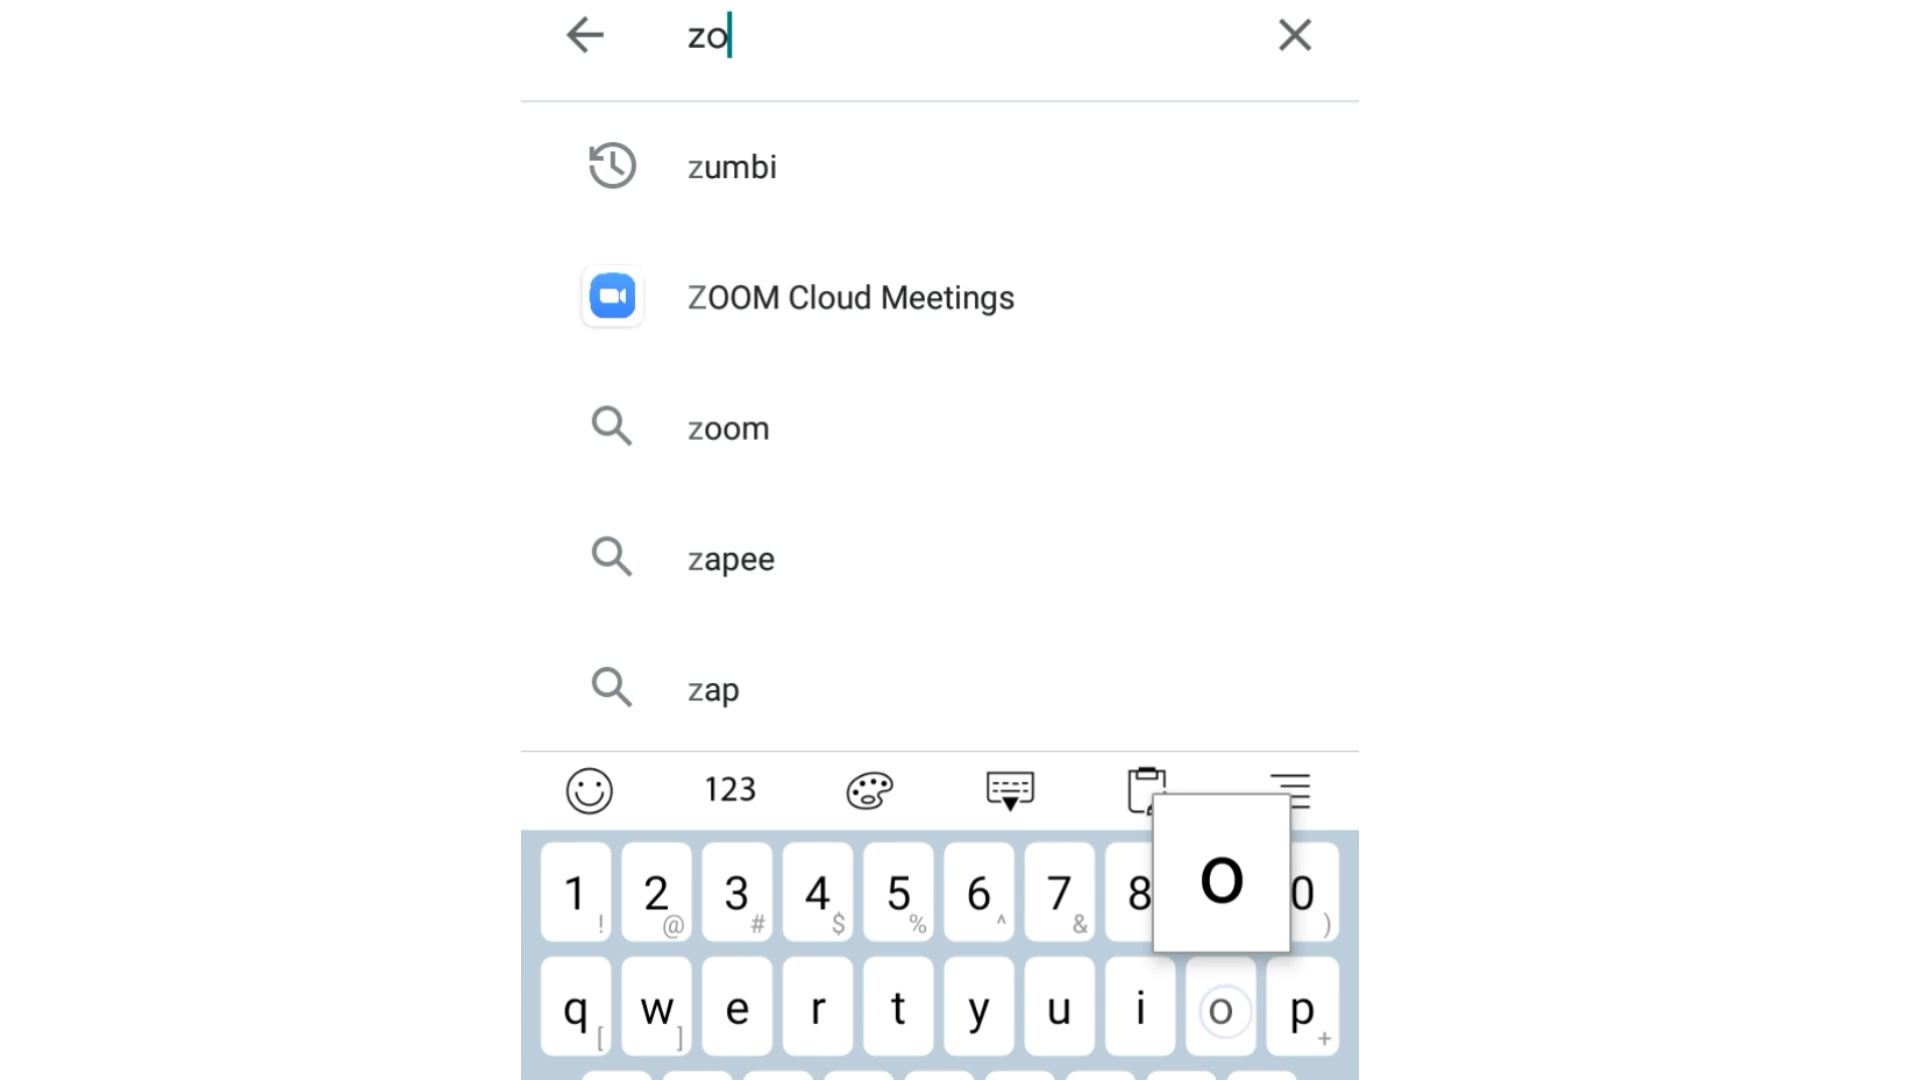 zo
zumbi
ZOOM Cloud Meetings
zoom
zapee
zap
123
o
1 ! 2 @ 3 # 4 $ 5 % 6 ^ 7 & 8 0 )
q [ w ] e r t y u i o p +